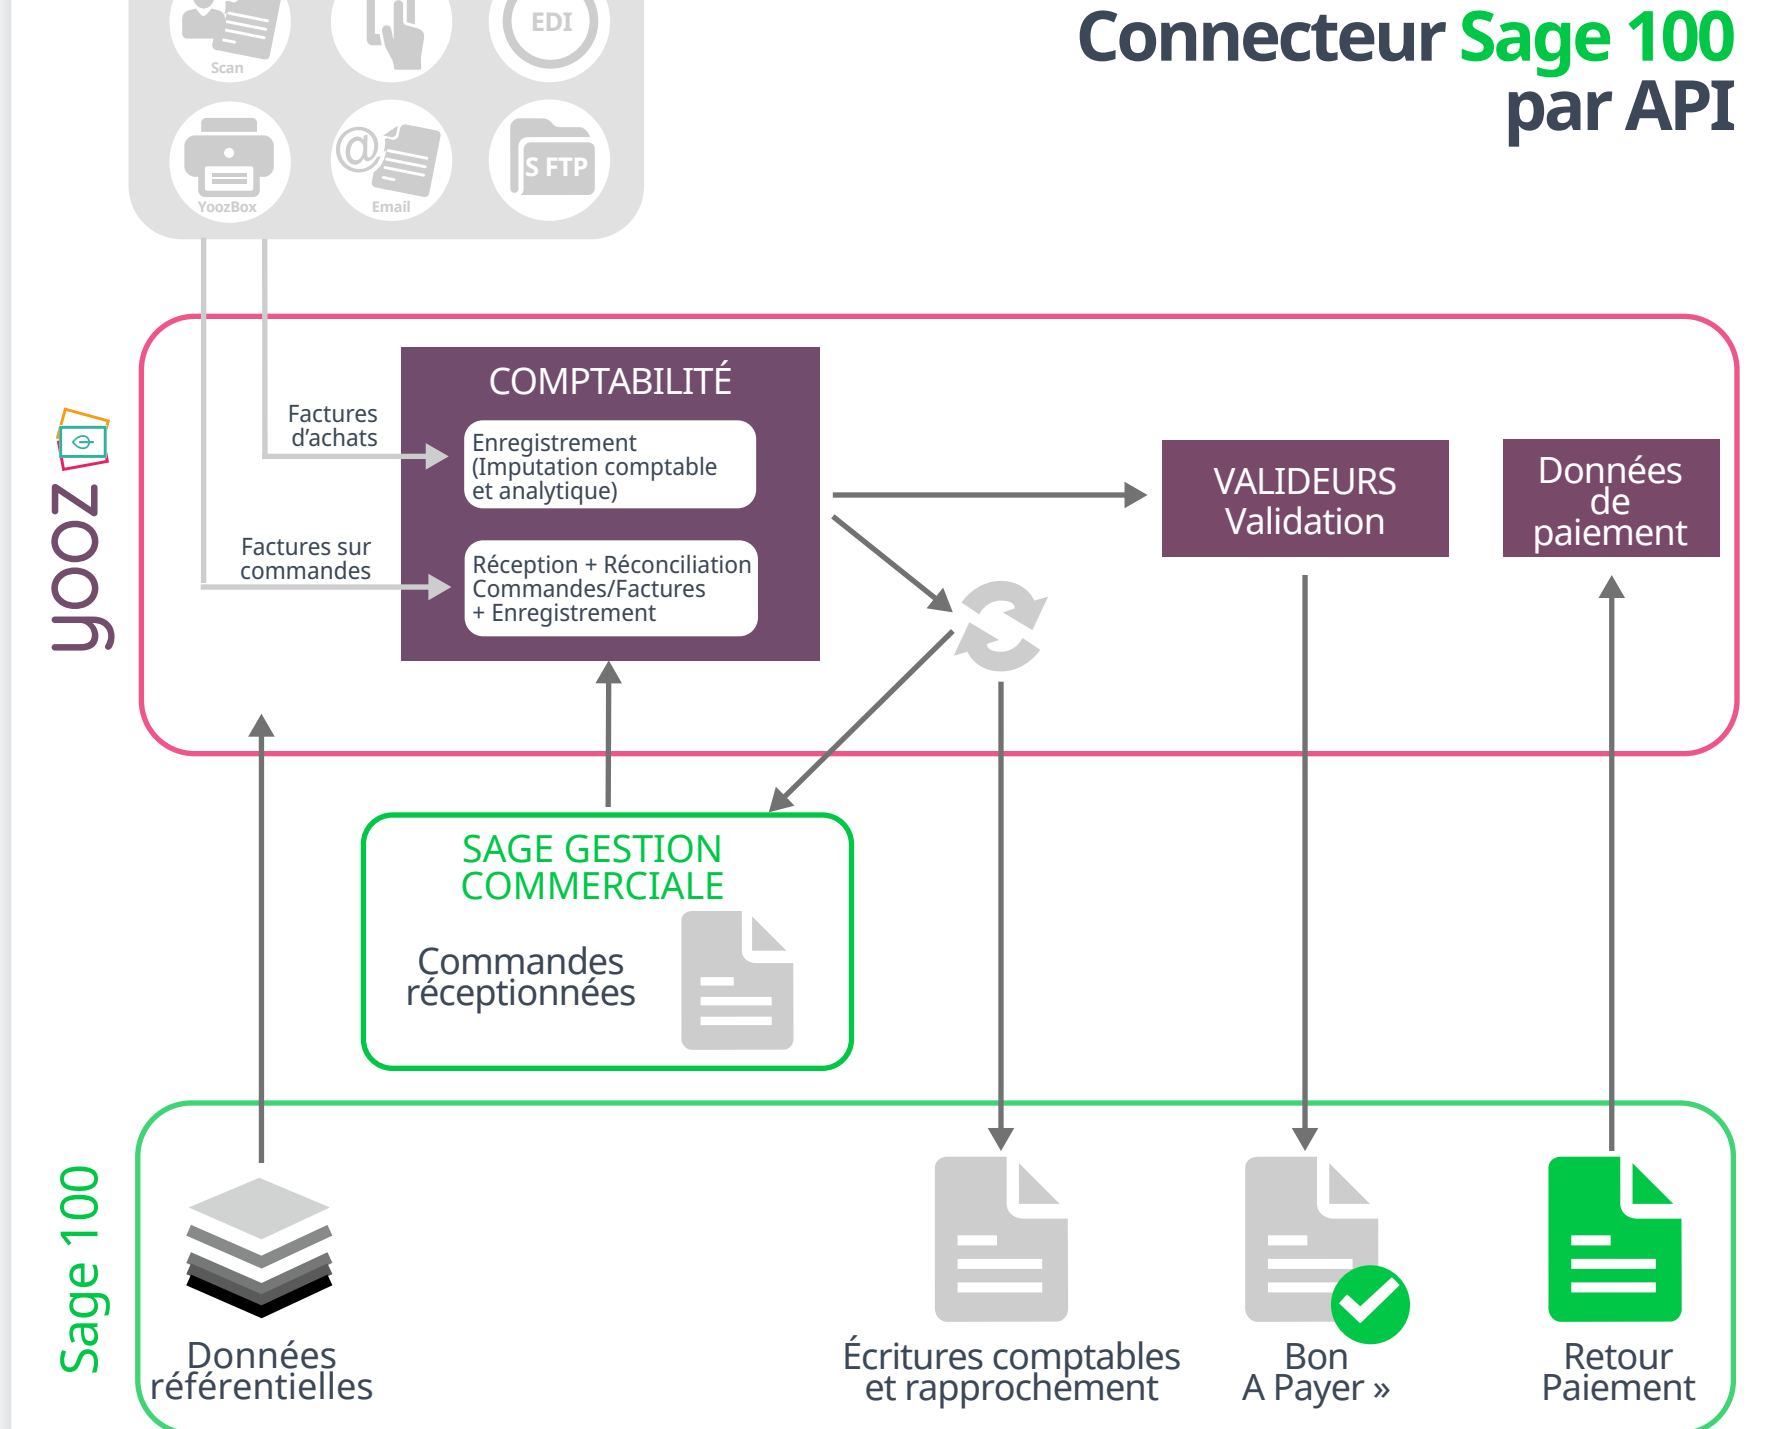 Connecteur Sage 100
par API
EDI
Scan
@
S FTP
YoozBox
Email
yooz
COMPTABILITÉ
Factures
d’achats
Enregistrement
(Imputation comptable
et analytique)
Factures sur
commandes
Réception + Réconciliation
Commandes/Factures
+ Enregistrement
VALIDEURS
Validation
Données
de
paiement
SAGE GESTION
COMMERCIALE
Commandes
réceptionnées
Sage 100
Données
référentielles
Écritures comptables
et rapprochement
Bon
A Payer »
Retour
Paiement